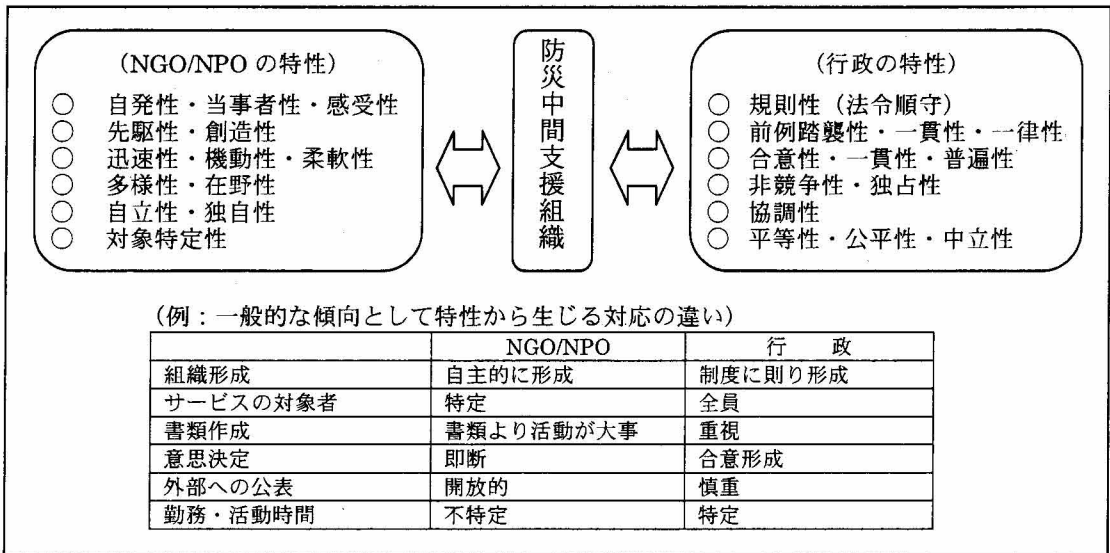 (NGO/NPO の特性)
○ 自発性・当事者性・感受性
○ 先駆性・創造性
○ 迅速性・機動性・柔軟性
○ 多様性・在野性
○ 自立性・独自性
○ 対象特定性
防災中間支援組織
(行政の特性)
○ 規則性(法令順守)
○ 前例踏襲性・一貫性・一律性
○ 合意性・一貫性・普遍性
○ 非競争性・独占性
○ 協調性
○ 平等性・公平性・中立性
(例:一般的な傾向として特性から生じる対応の違い)
NGO/NPO 行 政
組織形成 自主的に形成 制度に則り形成
サービスの対象者 特定 全員
書類作成 書類より活動が大事 重視
意思決定 即断 合意形成
外部への公表 開放的 慎重
勤務・活動時間 不特定 特定